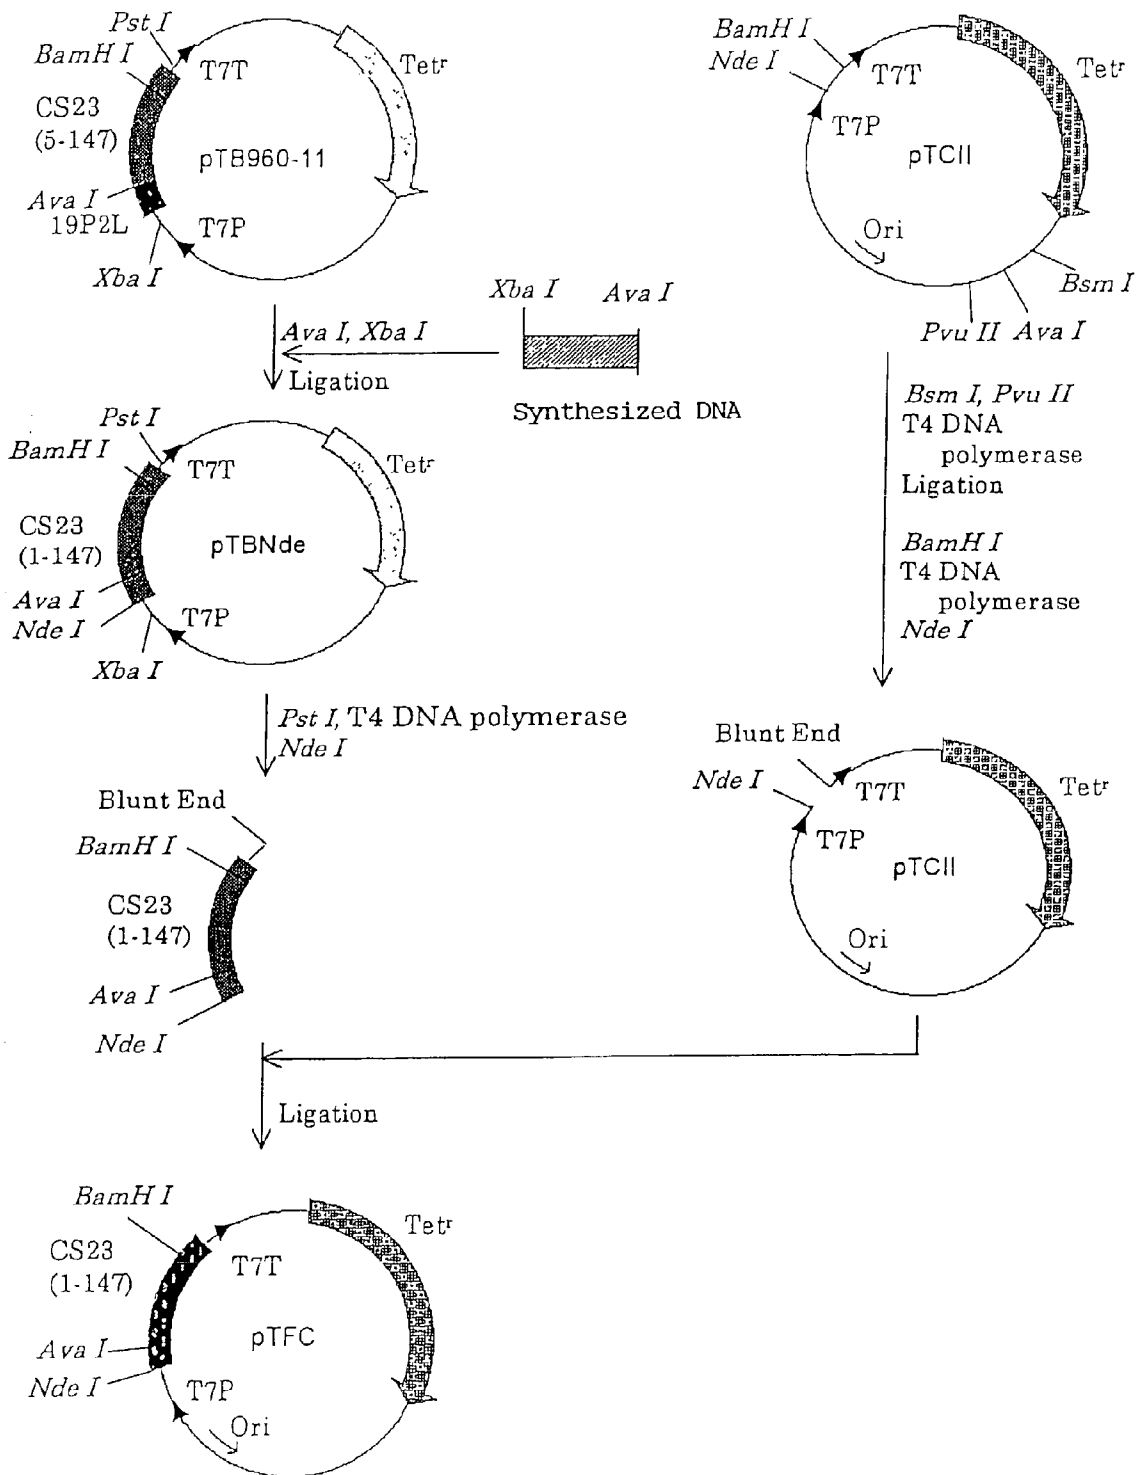 Pst I
BamH I
T7T
Tetr
CS23
(5-147)
pTB960-11
Ava I
19P2L
T7P
Xba I
BamH I
Nde I
T7T
Tetr
T7P
pTCII
Ori
Bsm I
Pvu II
Ava I
Ava I, Xba I
Ligation
Xba I
Ava I
Synthesized DNA
Bsm I, Pvu II
T4 DNA
polymerase
Ligation
BamH I
T4 DNA
polymerase
Nde I
Pst I
BamH I
T7T
Tetr
CS23
(1-147)
pTBNde
Ava I
Nde I
T7P
Xba I
Pst I, T4 DNA polymerase
Nde I
Blunt End
BamH I
CS23
(1-147)
Ava I
Nde I
Blunt End
Nde I
T7T
Tetr
T7P
pTCII
Ori
Ligation
BamH I
CS23
(1-147)
T7T
Tetr
pTFC
Ava I
Nde I
T7P
Ori